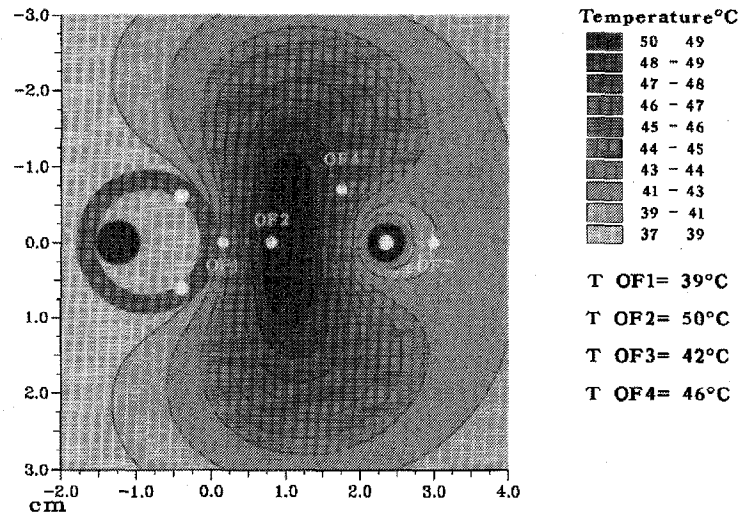 Temperature°C
50 49
48 - 49
47 - 48
46 - 47
45 - 46
44 - 45
43 - 44
41 - 43
39 - 41
37 39
T OF1= 39°C
T OF2= 50°C
T OF3= 42°C
T OF4= 46°C
-3.0
-2.0
-1.0
0.0
1.0
2.0
3.0
OF4
OF2
-2.0 -1.0 0.0 1.0 2.0 3.0 4.0
cm